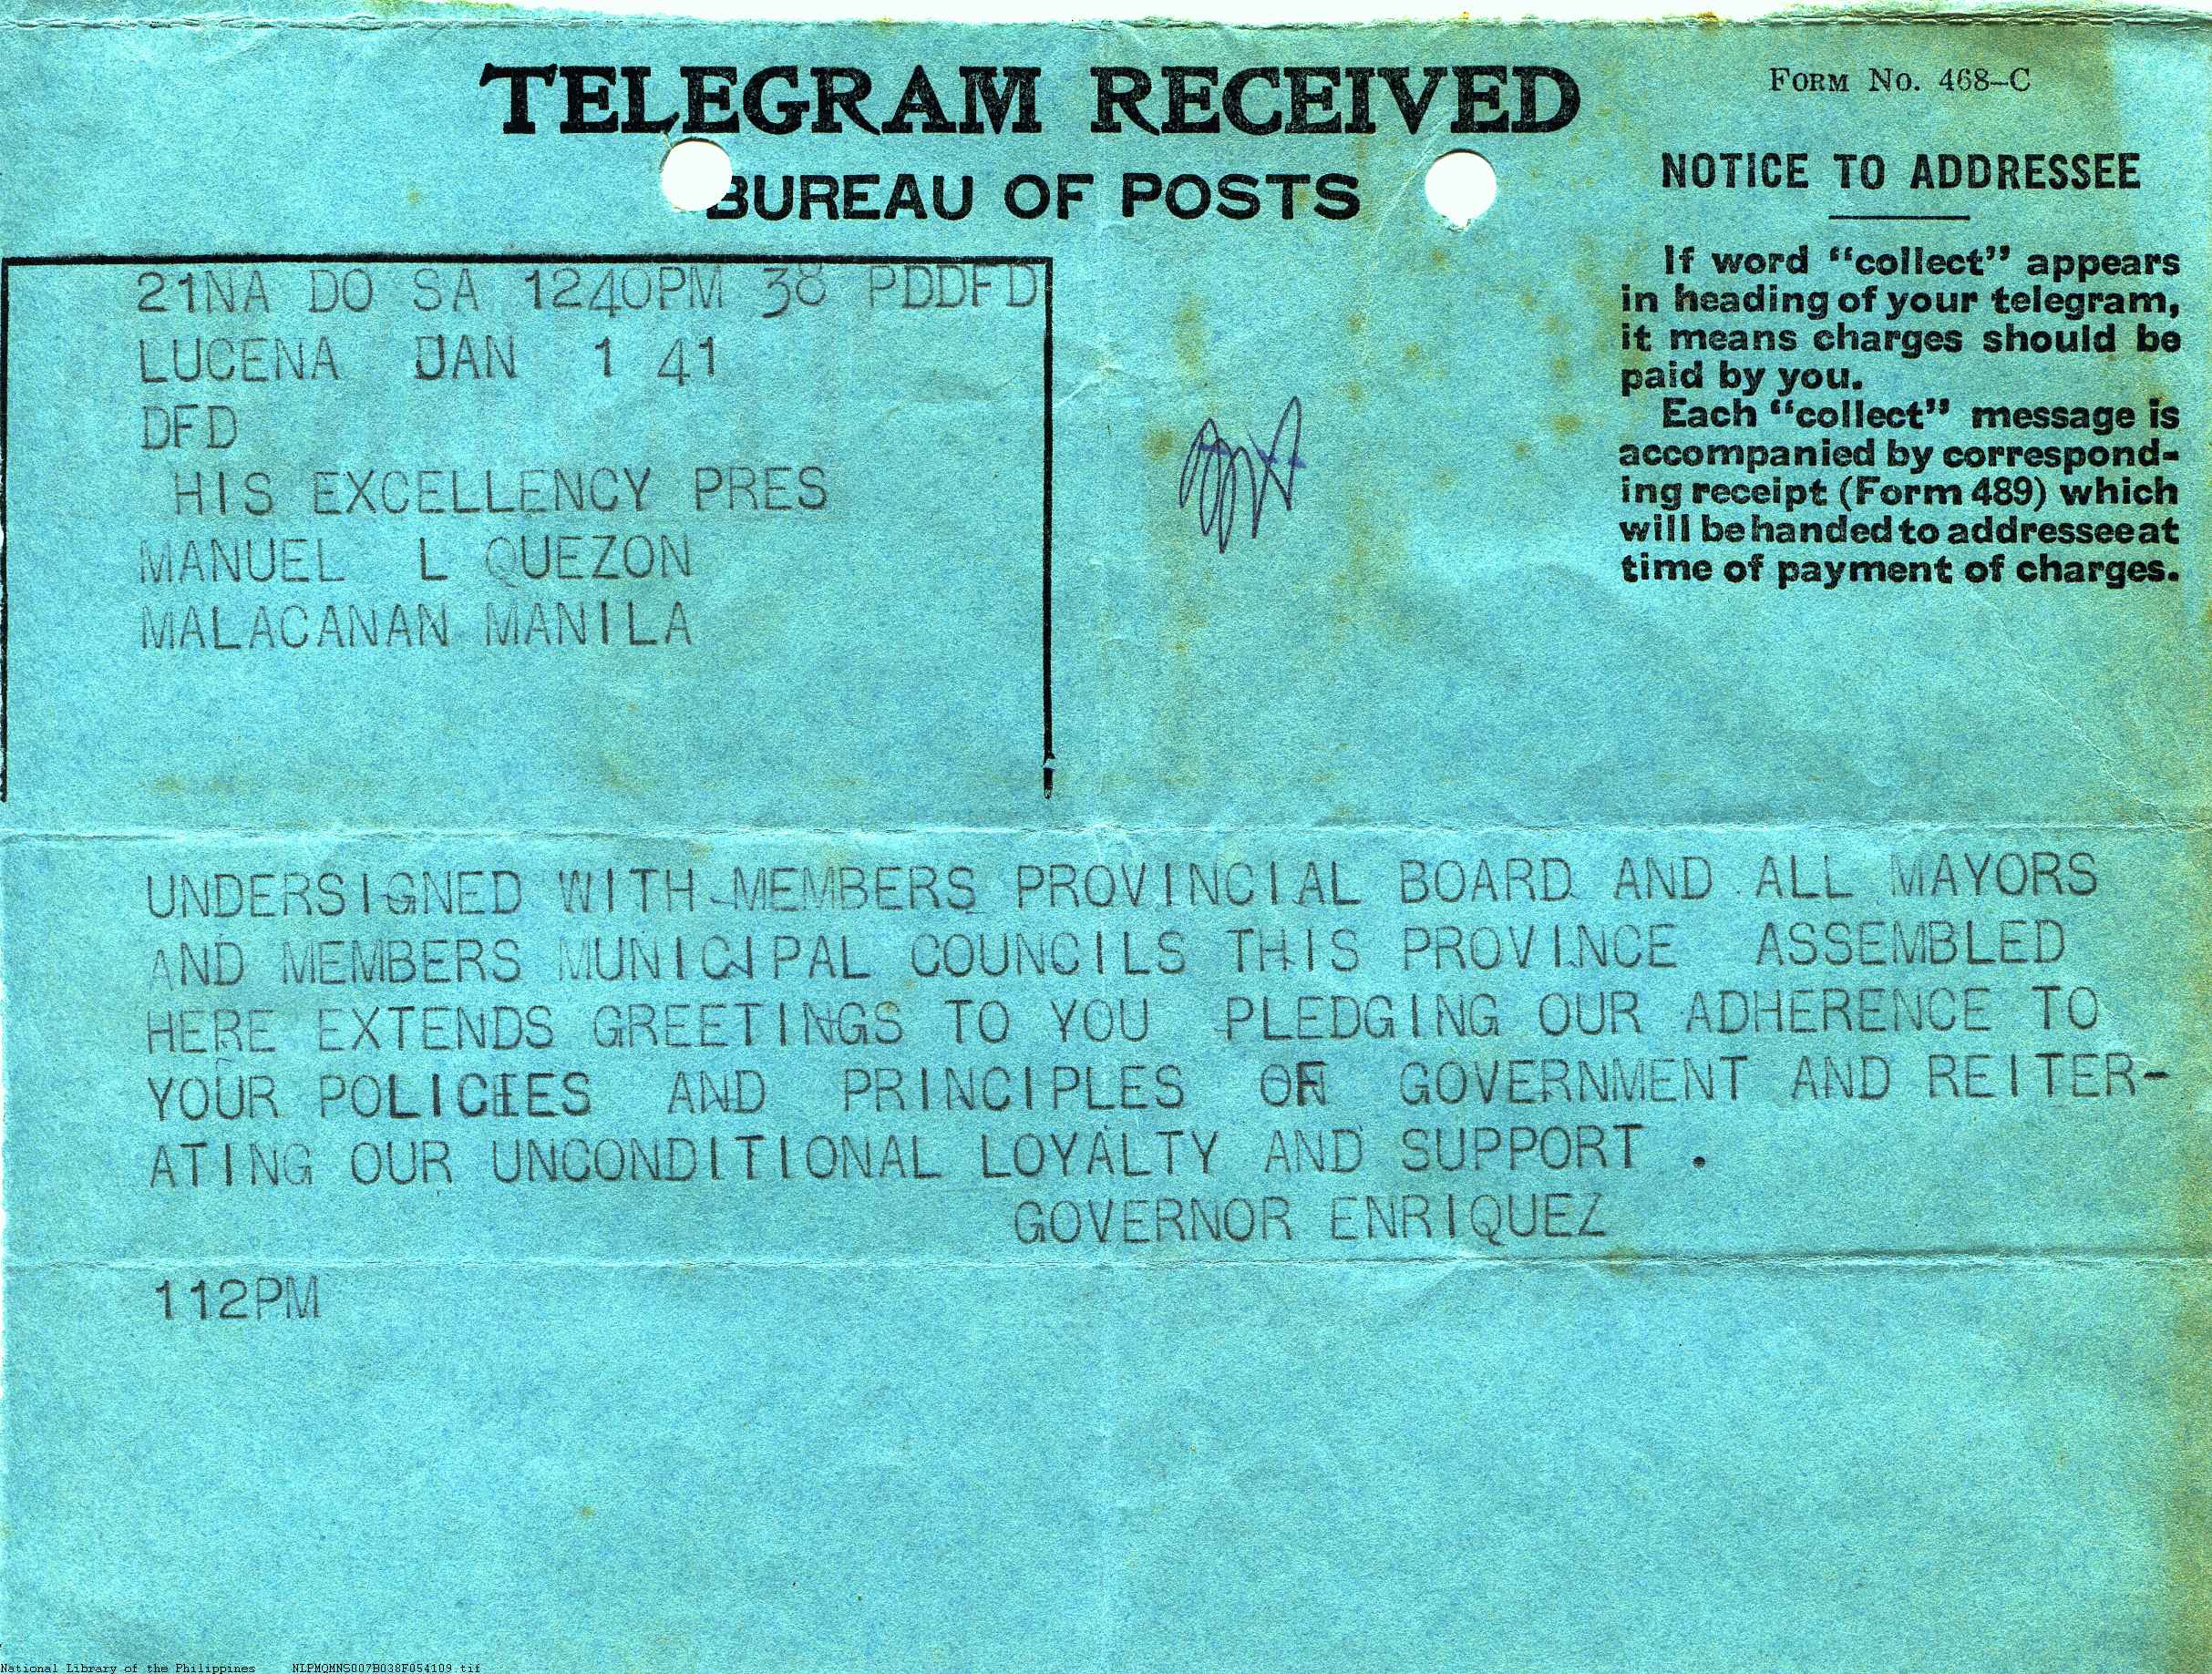 TELEGRAM RECEIVED
BUREAU OF POSTS
FORM No. 468-C
NOTICE TO ADDRESSEE
If word "collect" appears
in heading of your telegram,
it means charges should be
paid by you.
Each "collect" message is
accompanied by correspond-
ing receipt (Form 489) which
will be handed to addressee at
time of payment of charges.
21NA DO SA 1240PM 38 PDDFD
LUCENA JAN 1 41
DFD
HIS EXCELLENCY PRES
MANUEL L QUEZON
MALACANAN MANILA
UNDERSIGNED WITH MEMBERS PROVINCIAL BOARD AND ALL MAYORS
AND MEMBERS MUNICIPAL COUNCILS THIS PROVINCE ASSEMBLED
HERE EXTENDS GREETINGS TO YOU PLEDGING OUR ADHERENCE TO
YOUR POLICIES AND PRINCIPLES OF GOVERNMENT AND REITER-
ATING OUR UNCONDITIONAL LOYALTY AND SUPPORT .
GOVERNOR ENRIQUEZ
112PM
National Library of the Philippines NLPMQMNS007B038F054109.tif